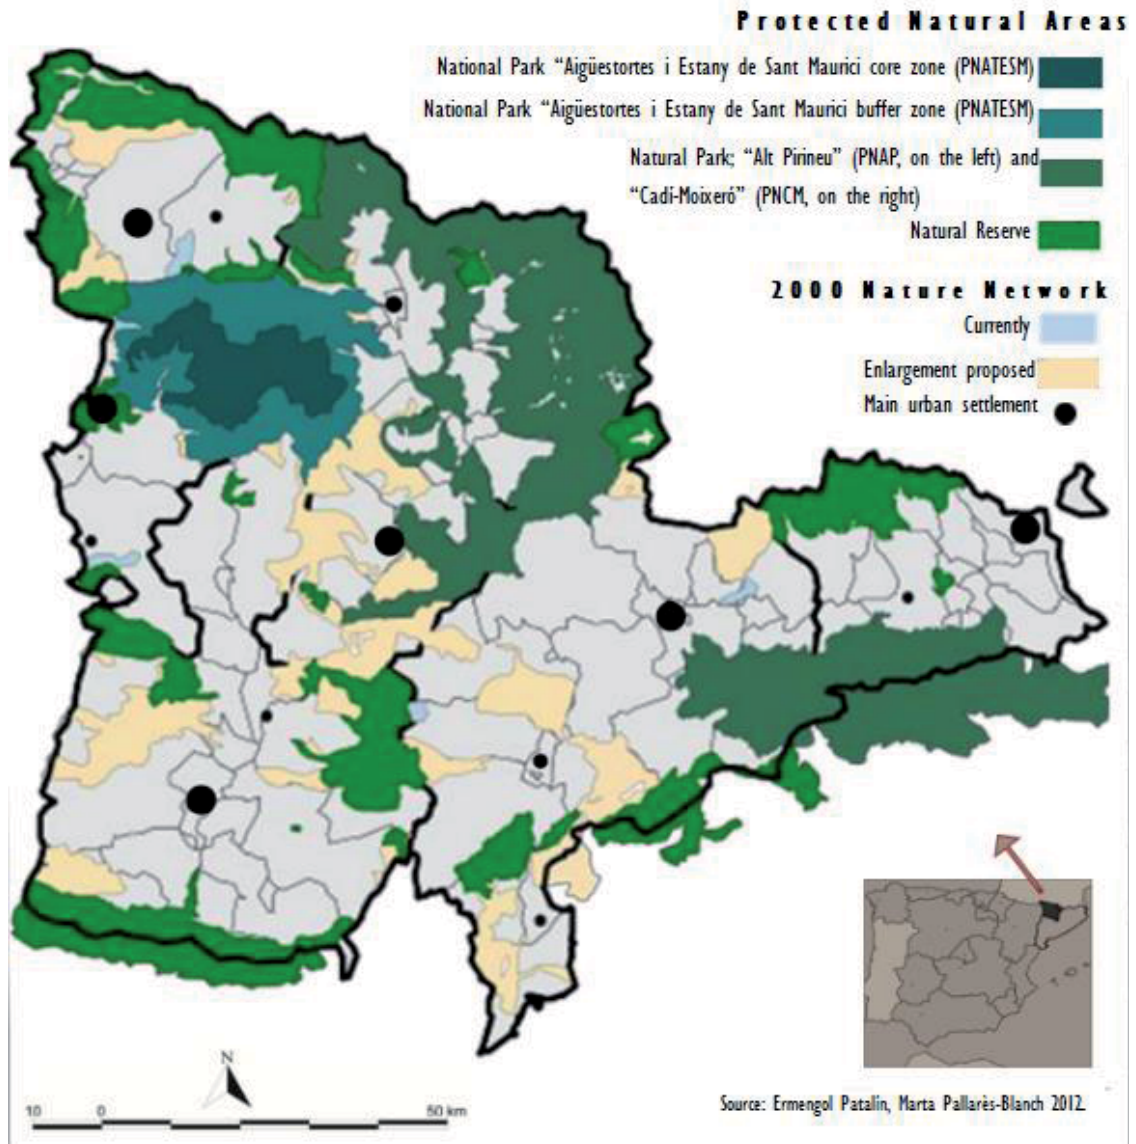 Protected Natural Areas
National Park “Aigüestortes i Estany de Sant Maurici core zone (PNATESM)
National Park “Aigüestortes i Estany de Sant Maurici buffer zone (PNATESM)
Natural Park; “Alt Pirineu” (PNAP, on the left) and
“Cadí-Moixeró” (PNCM, on the right)
Natural Reserve
2000 Nature Network
Currently
Enlargement proposed
Main urban settlement
N
10 0 50 km
Source: Ermengol Patalín, Marta Pallarès-Blanch 2012.